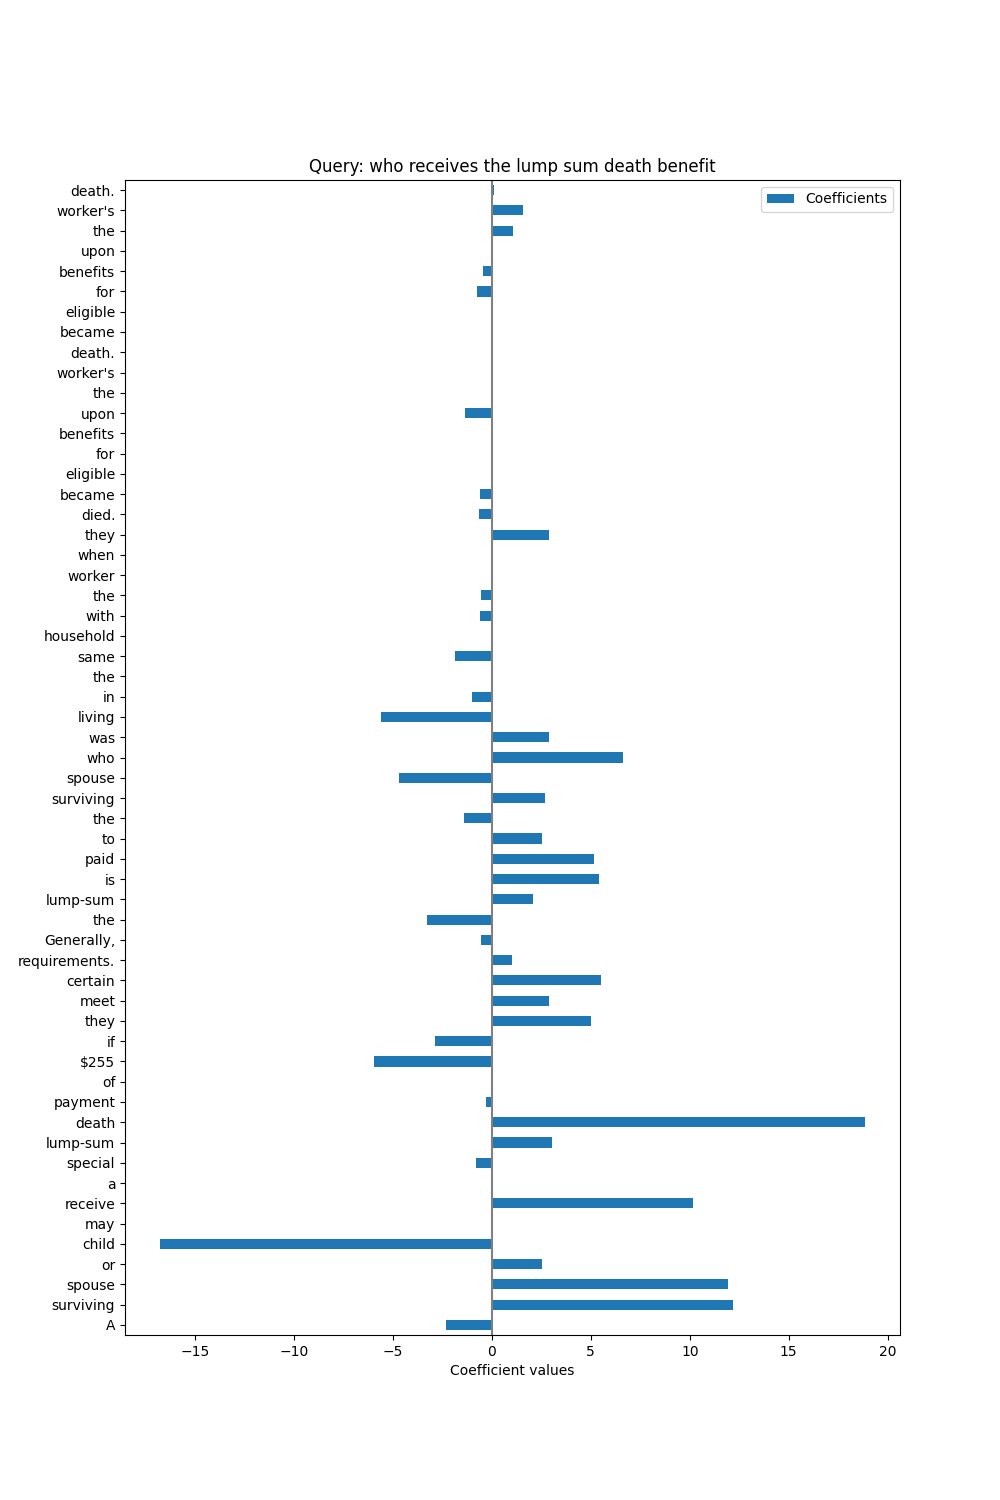 Query: who receives the lump sum death benefit
Coefficients
death.
worker's
the
upon
benefits
for
eligible
became
death.
worker's
the
upon
benefits
for
eligible
became
died.
they
when
worker
the
with
household
same
the
in
living
was
who
spouse
surviving
the
to
paid
is
lump-sum
the
Generally,
requirements.
certain
meet
they
if
$255
of
payment
death
lump-sum
special
a
receive
may
child
or
spouse
surviving
A
−15 −10 −5 0 5 10 15 20
Coefficient values